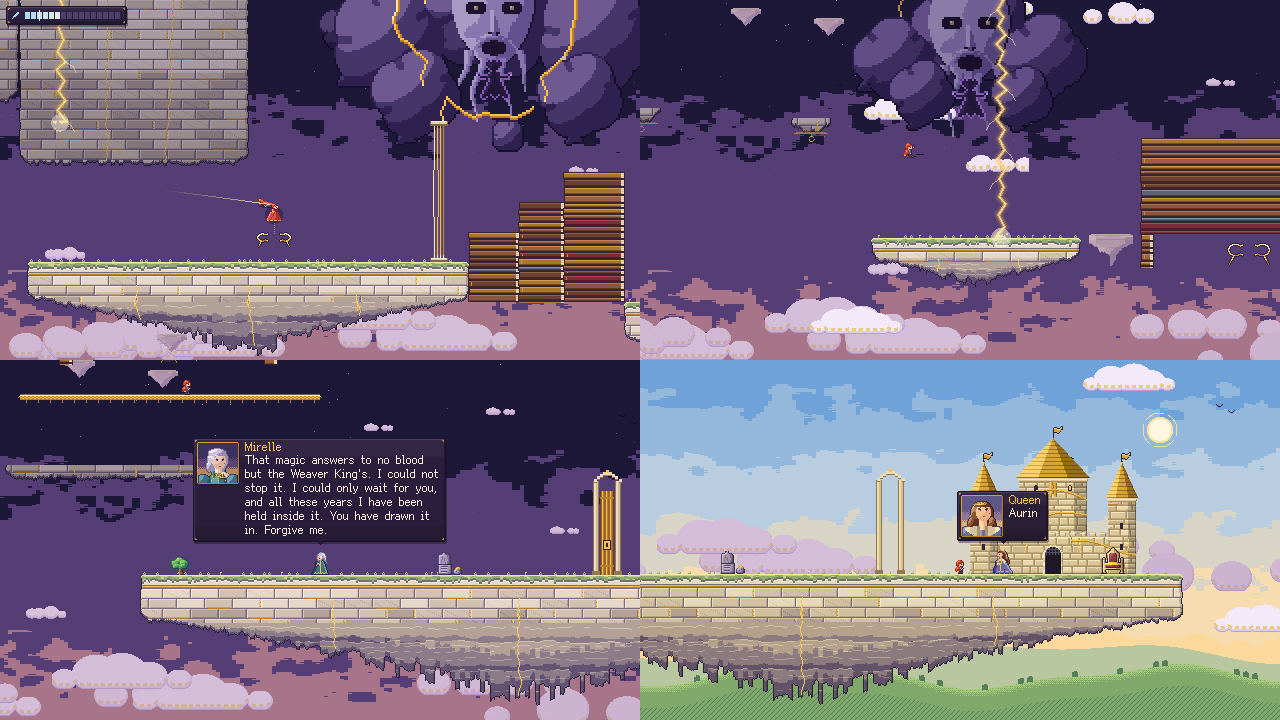 Mirelle
That magic answers to no blood
but the Weaver King's. I could not
stop it. I could only wait for you,
and all these years I have been
held inside it. You have drawn it
in. Forgive me.
Queen
Aurin